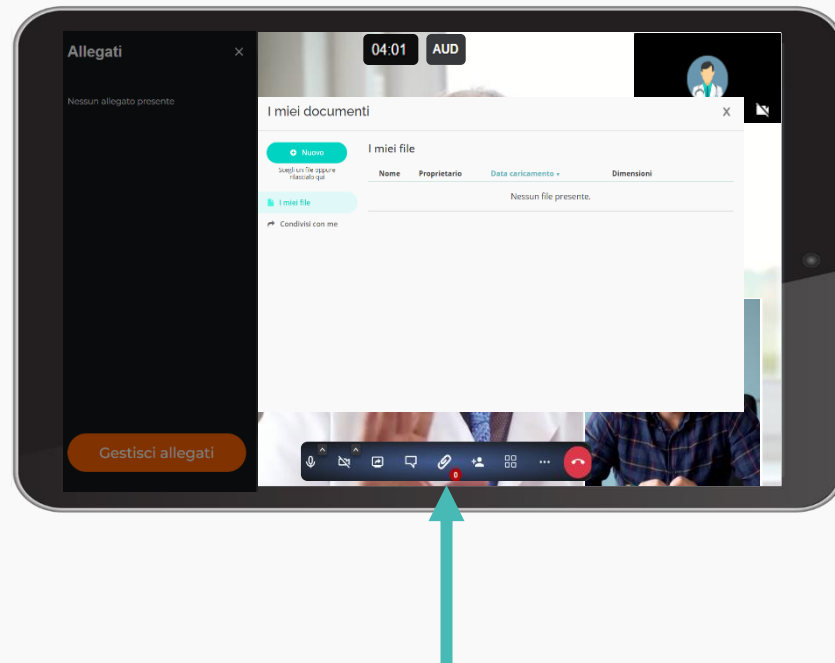 Allegati
×
Nessun allegato presente
Gestisci allegati
04:01
AUD
I miei documenti
X
Nuovo
Scegli un file oppure
rilascialo qui
I miei file
Condivisi con me
I miei file
Nome Proprietario Data caricamento Dimensioni
Nessun file presente.
0